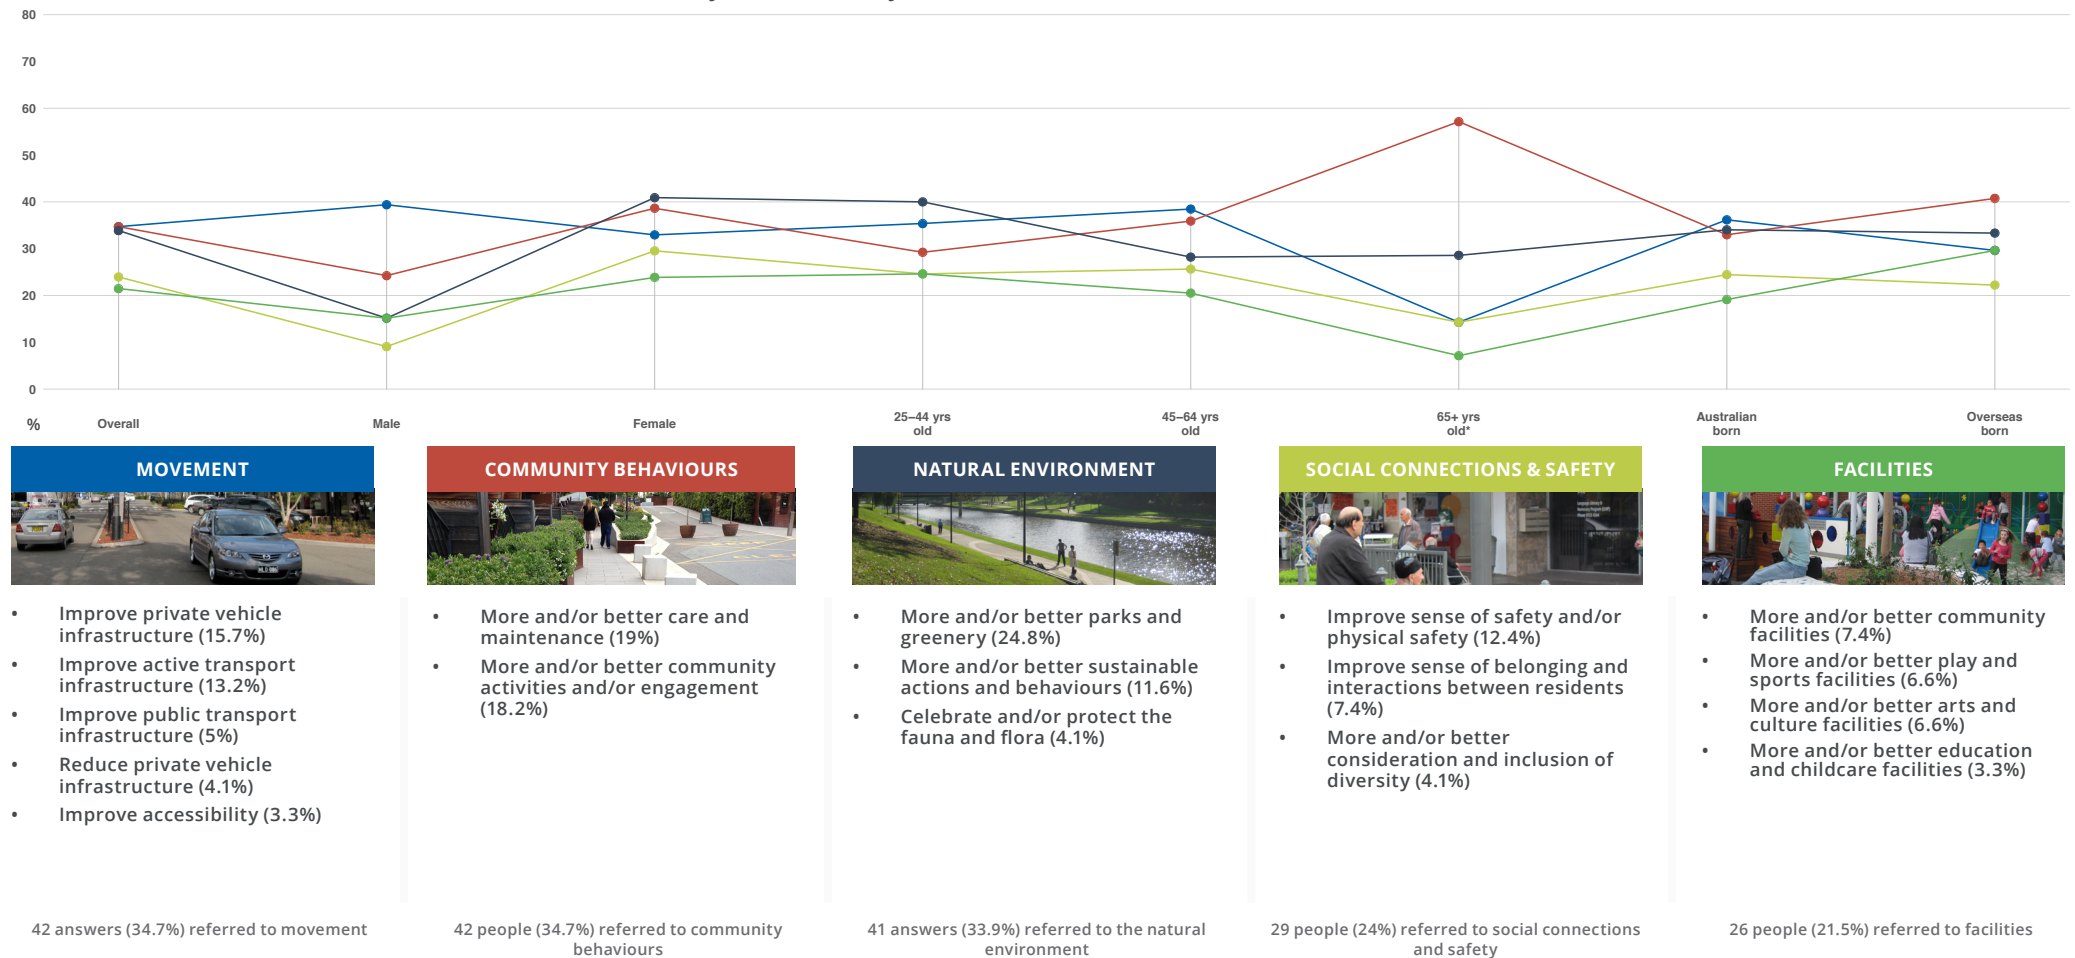 80
70
60
50
40
30
20
10
0
%
Overall
Male
Female
25–44 yrs
old
45–64 yrs
old
65+ yrs
old*
Australian
born
Overseas
born
MOVEMENT
• Improve private vehicle
infrastructure (15.7%)
• Improve active transport
infrastructure (13.2%)
• Improve public transport
infrastructure (5%)
• Reduce private vehicle
infrastructure (4.1%)
• Improve accessibility (3.3%)
42 answers (34.7%) referred to movement
COMMUNITY BEHAVIOURS
• More and/or better care and
maintenance (19%)
• More and/or better community
activities and/or engagement
(18.2%)
42 people (34.7%) referred to community
behaviours
NATURAL ENVIRONMENT
• More and/or better parks and
greenery (24.8%)
• More and/or better sustainable
actions and behaviours (11.6%)
• Celebrate and/or protect the
fauna and flora (4.1%)
41 answers (33.9%) referred to the natural
environment
SOCIAL CONNECTIONS & SAFETY
• Improve sense of safety and/or
physical safety (12.4%)
• Improve sense of belonging and
interactions between residents
(7.4%)
• More and/or better
consideration and inclusion of
diversity (4.1%)
29 people (24%) referred to social connections
and safety
FACILITIES
• More and/or better community
facilities (7.4%)
• More and/or better play and
sports facilities (6.6%)
• More and/or better arts and
culture facilities (6.6%)
• More and/or better education
and childcare facilities (3.3%)
26 people (21.5%) referred to facilities